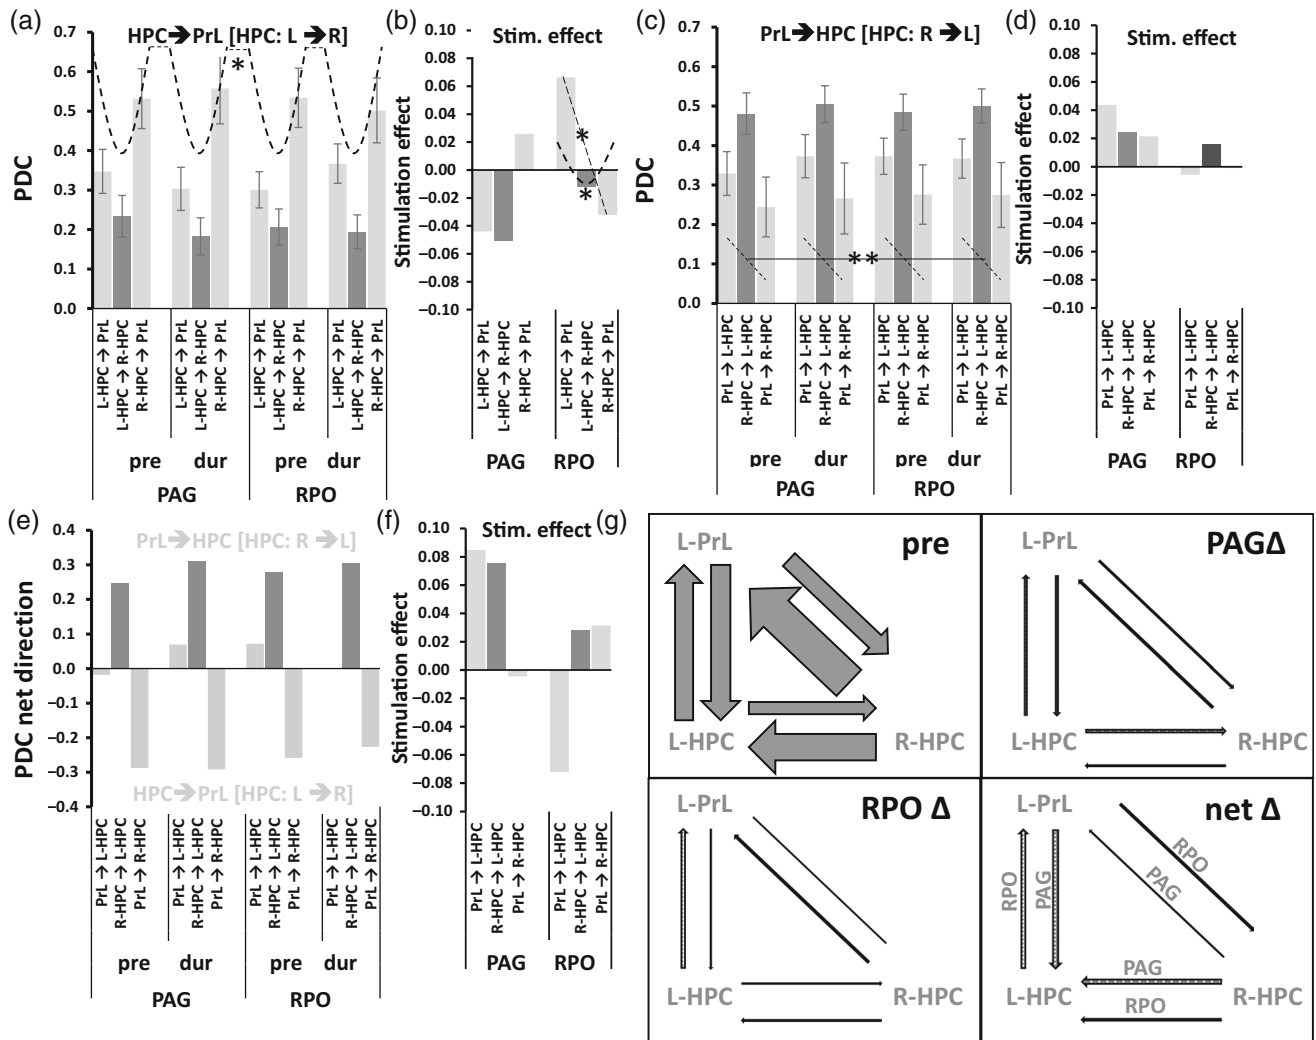 (a)
HPC➔PrL [HPC: L ➔R]
PDC
0.7
0.6
0.5
0.4
0.3
0.2
0.1
0.0
*
L-HPC → PrL
L-HPC → R-HPC
R-HPC → PrL
L-HPC → PrL
L-HPC → R-HPC
R-HPC → PrL
L-HPC → PrL
L-HPC → R-HPC
R-HPC → PrL
L-HPC → PrL
L-HPC → R-HPC
R-HPC → PrL
pre dur pre dur
PAG RPO
(b)
Stim. effect
Stimulation effect
0.10
0.08
0.06
0.04
0.02
0.00
−0.02
−0.04
−0.06
−0.08
−0.10
*
*
L-HPC → PrL
L-HPC → R-HPC
R-HPC → PrL
L-HPC → PrL
L-HPC → R-HPC
R-HPC → PrL
PAG RPO
(c)
PrL➔HPC [HPC: R ➔L]
PDC
0.7
0.6
0.5
0.4
0.3
0.2
0.1
0.0
**
PrL → L-HPC
R-HPC → L-HPC
PrL → R-HPC
PrL → L-HPC
R-HPC → L-HPC
PrL → R-HPC
PrL → L-HPC
R-HPC → L-HPC
PrL → R-HPC
PrL → L-HPC
R-HPC → L-HPC
PrL → R-HPC
pre dur pre dur
PAG RPO
(d)
Stim. effect
Stimulation effect
0.10
0.08
0.06
0.04
0.02
0.00
−0.02
−0.04
−0.06
−0.08
−0.10
PrL → L-HPC
R-HPC → L-HPC
PrL → R-HPC
PrL → L-HPC
R-HPC → L-HPC
PrL → R-HPC
PAG RPO
(e)
PrL➔HPC [HPC: R ➔L]
PDC net direction
0.4
0.3
0.2
0.1
0.0
−0.1
−0.2
−0.3
−0.4
HPC➔PrL [HPC: L ➔R]
PrL → L-HPC
R-HPC → L-HPC
PrL → R-HPC
PrL → L-HPC
R-HPC → L-HPC
PrL → R-HPC
PrL → L-HPC
R-HPC → L-HPC
PrL → R-HPC
PrL → L-HPC
R-HPC → L-HPC
PrL → R-HPC
pre dur pre dur
PAG RPO
(f)
Stim. effect
Stimulation effect
0.10
0.08
0.06
0.04
0.02
0.00
−0.02
−0.04
−0.06
−0.08
−0.10
PrL → L-HPC
R-HPC → L-HPC
PrL → R-HPC
PrL → L-HPC
R-HPC → L-HPC
PrL → R-HPC
PAG RPO
(g)
L-PrL pre
L-HPC R-HPC
L-PrL PAGΔ
L-HPC R-HPC
L-PrL RPO Δ
L-HPC R-HPC
L-PrL net Δ
RPO
PAG
RPO
PAG
PAG
L-HPC R-HPC
RPO